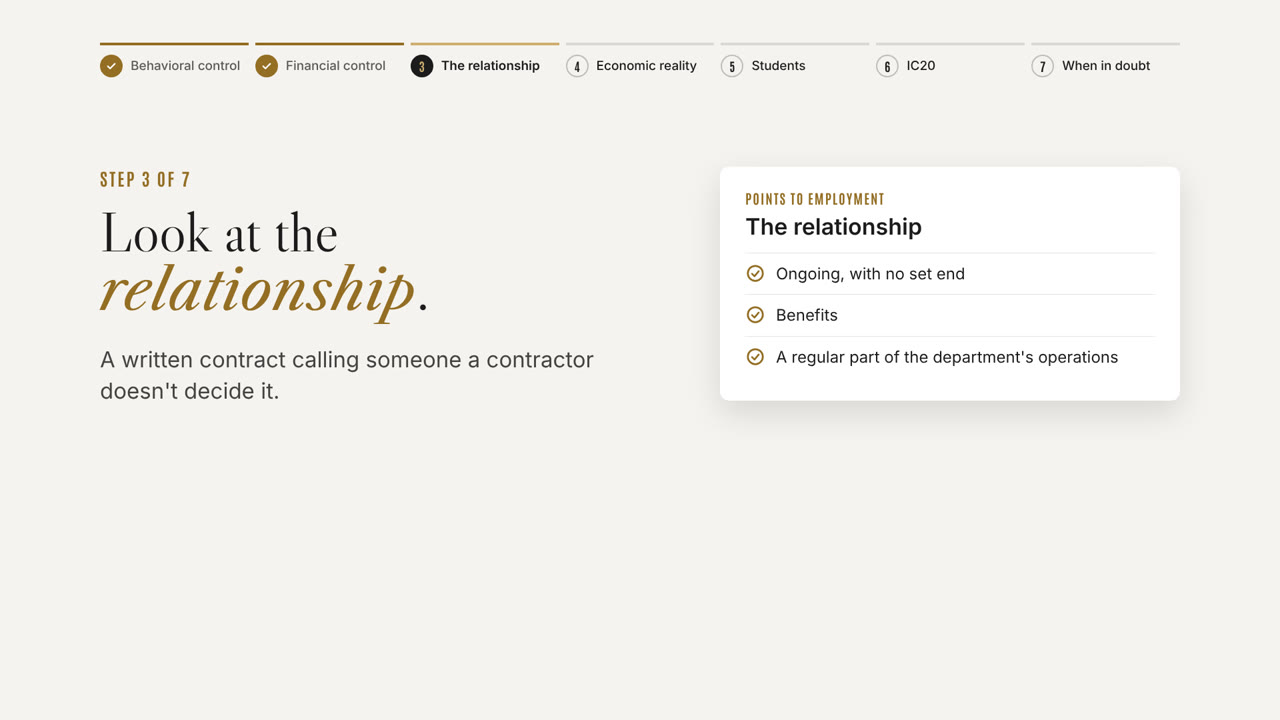 Behavioral control
Financial control
3 The relationship
4 Economic reality
5 Students
6 IC20
7 When in doubt
STEP 3 OF 7
Look at the
relationship.
A written contract calling someone a contractor
doesn't decide it.
POINTS TO EMPLOYMENT
The relationship
Ongoing, with no set end
Benefits
A regular part of the department's operations